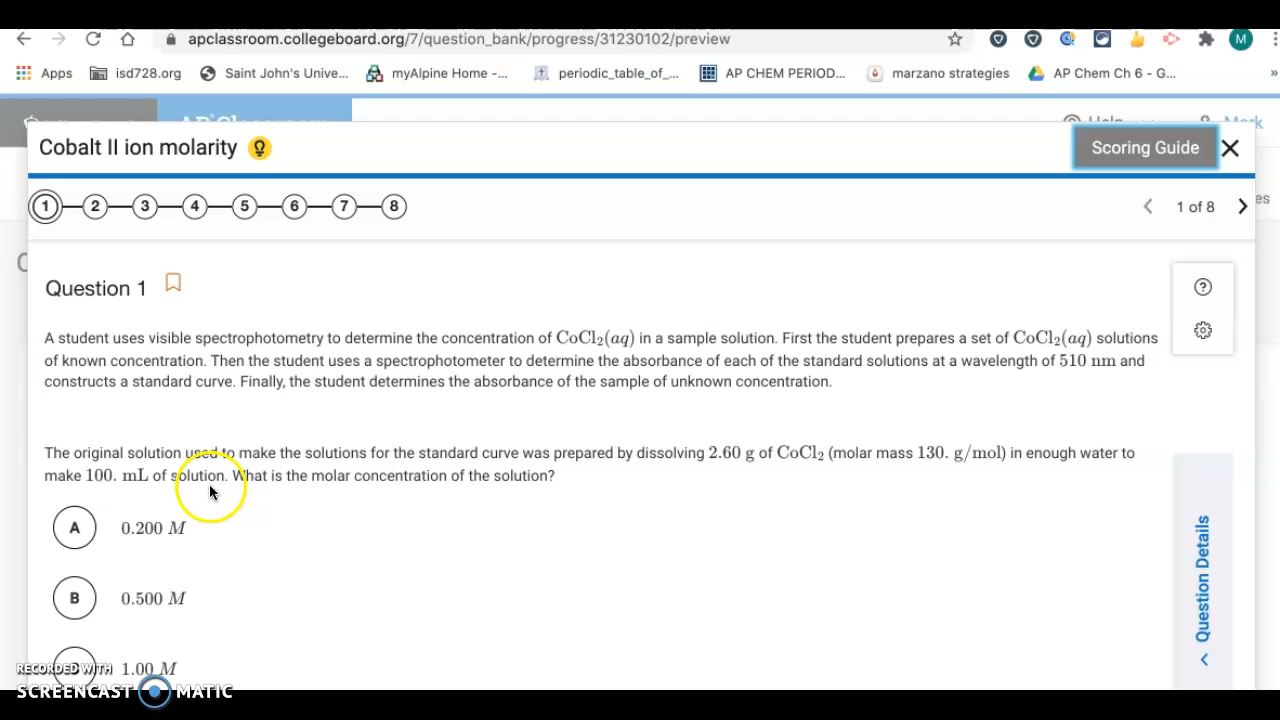 apclassroom.collegeboard.org/7/question_bank/progress/31230102/preview
M
Apps isd728.org Saint John's Unive... myAlpine Home -... periodic_table_of_... AP CHEM PERIOD... marzano strategies AP Chem Ch 6 - G... »
Help Mark
Cobalt II ion molarity Scoring Guide
1 2 3 4 5 6 7 8 1 of 8
es
Question 1
A student uses visible spectrophotometry to determine the concentration of CoCl₂(aq) in a sample solution. First the student prepares a set of CoCl₂(aq) solutions
of known concentration. Then the student uses a spectrophotometer to determine the absorbance of each of the standard solutions at a wavelength of 510 nm and
constructs a standard curve. Finally, the student determines the absorbance of the sample of unknown concentration.
The original solution used to make the solutions for the standard curve was prepared by dissolving 2.60 g of CoCl₂ (molar mass 130. g/mol) in enough water to
make 100. mL of solution. What is the molar concentration of the solution?
A 0.200 M
B 0.500 M
1.00 M
Question Details
RECORDED WITH
SCREENCAST MATIC